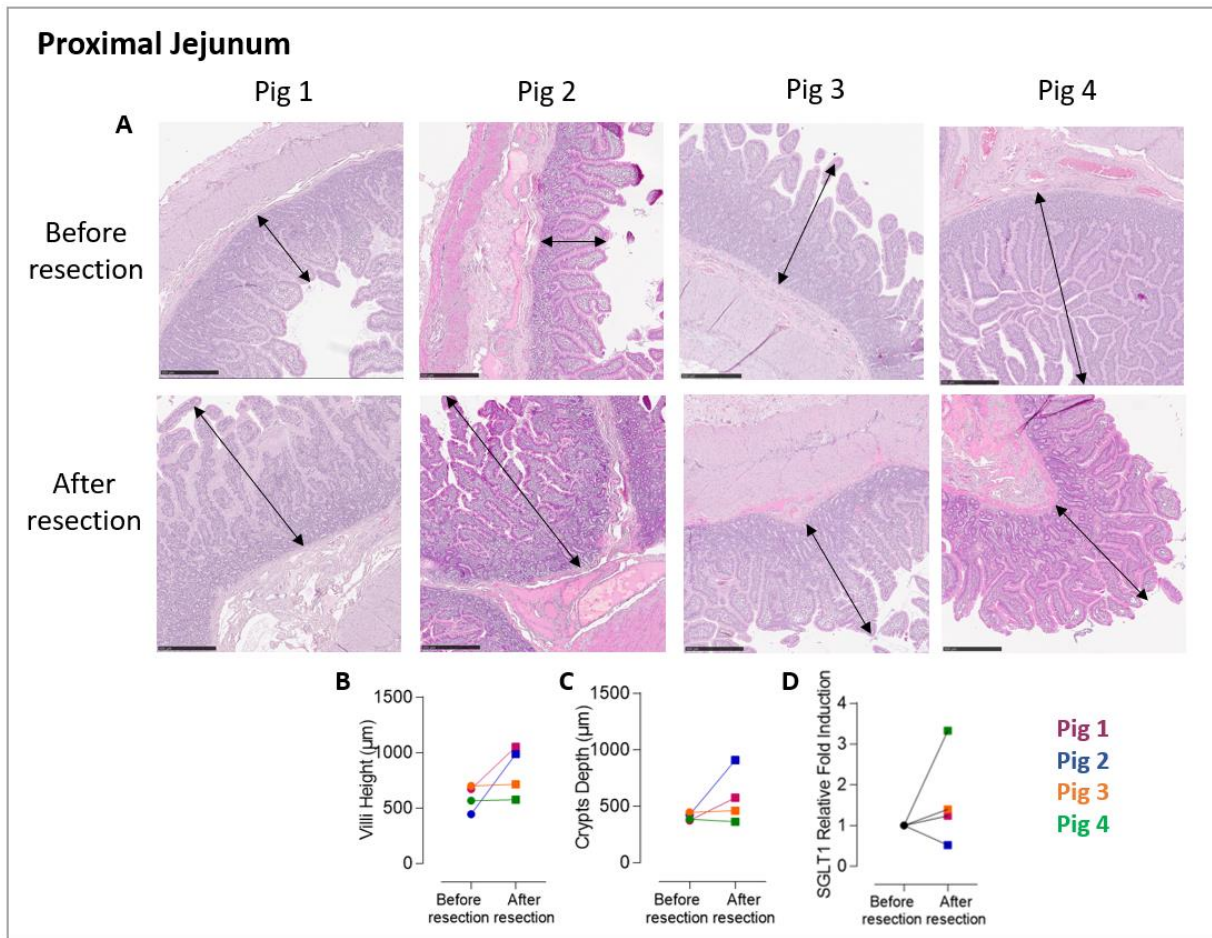 Proximal Jejunum
Pig 1
Pig 2
Pig 3
Pig 4
A
Before
resection
After
resection
B
Villi Height (µm)
1500
1000
500
0
Before
resection
After
resection
C
Crypts Depth (µm)
1500
1000
500
0
Before
resection
After
resection
D
SGLT1 Relative Fold Induction
4
3
2
1
0
Before
resection
After
resection
Pig 1
Pig 2
Pig 3
Pig 4